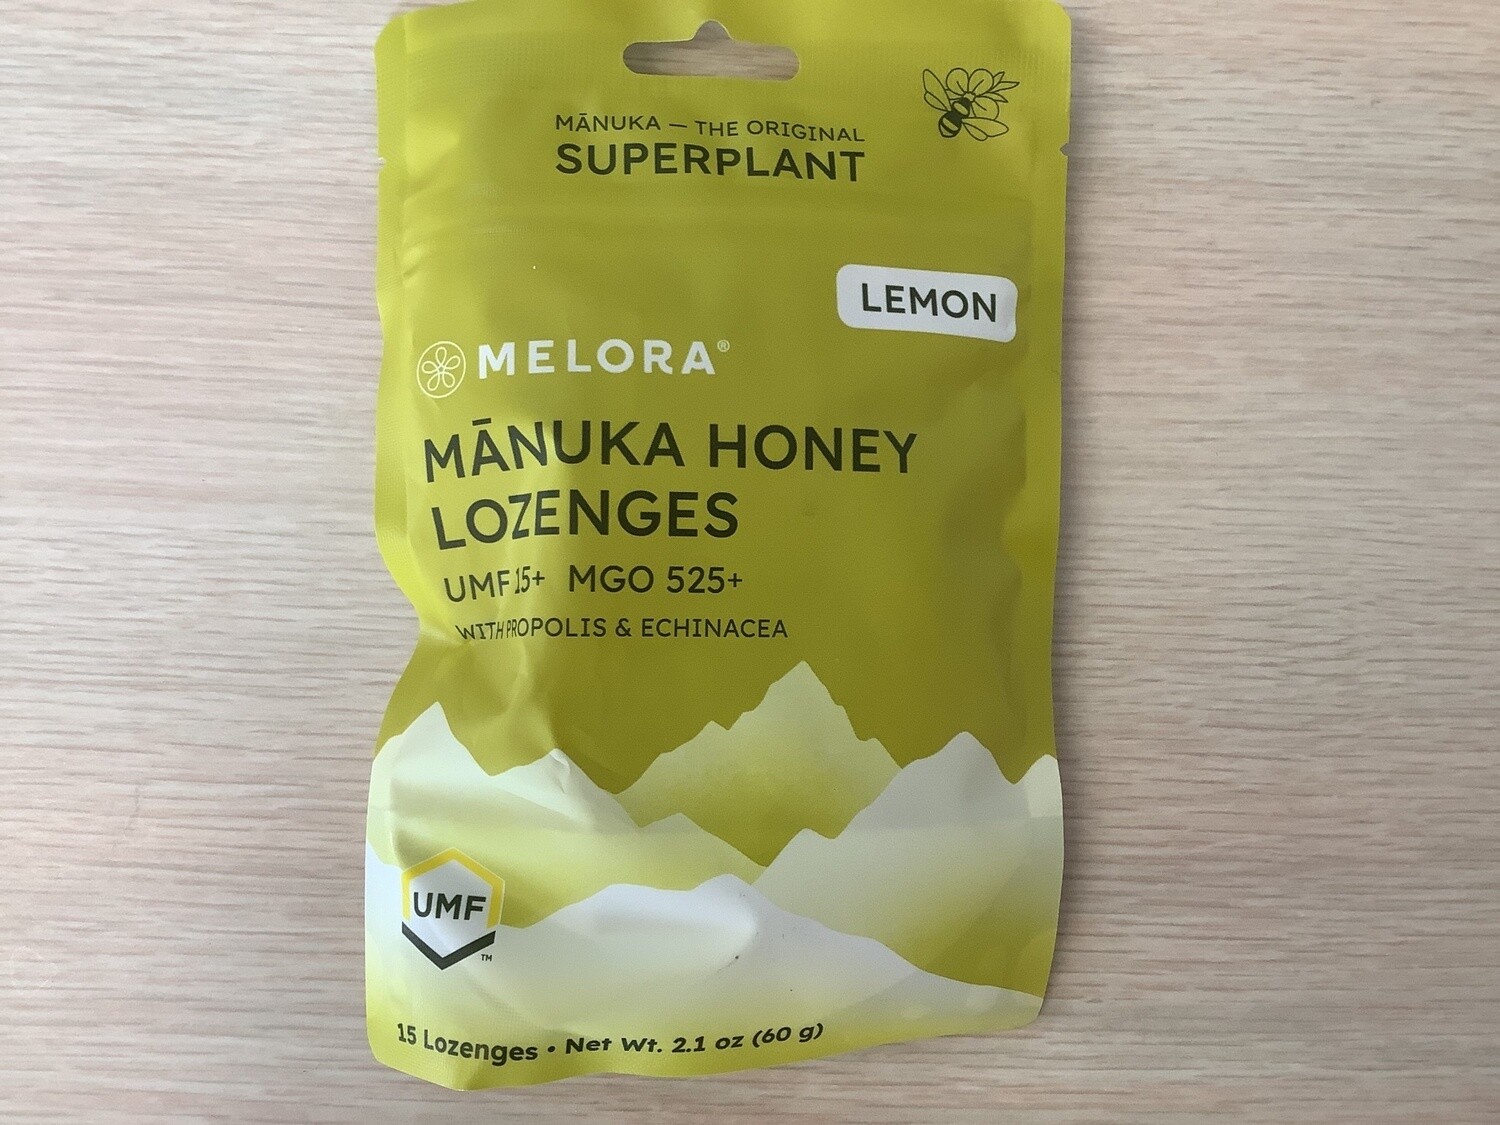 MĀNUKA — THE ORIGINAL
SUPERPLANT
LEMON
MELORA®
MĀNUKA HONEY
LOZENGES
UMF 15+ MGO 525+
WITH PROPOLIS & ECHINACEA
UMF
TM
15 Lozenges • Net Wt. 2.1 oz (60 g)